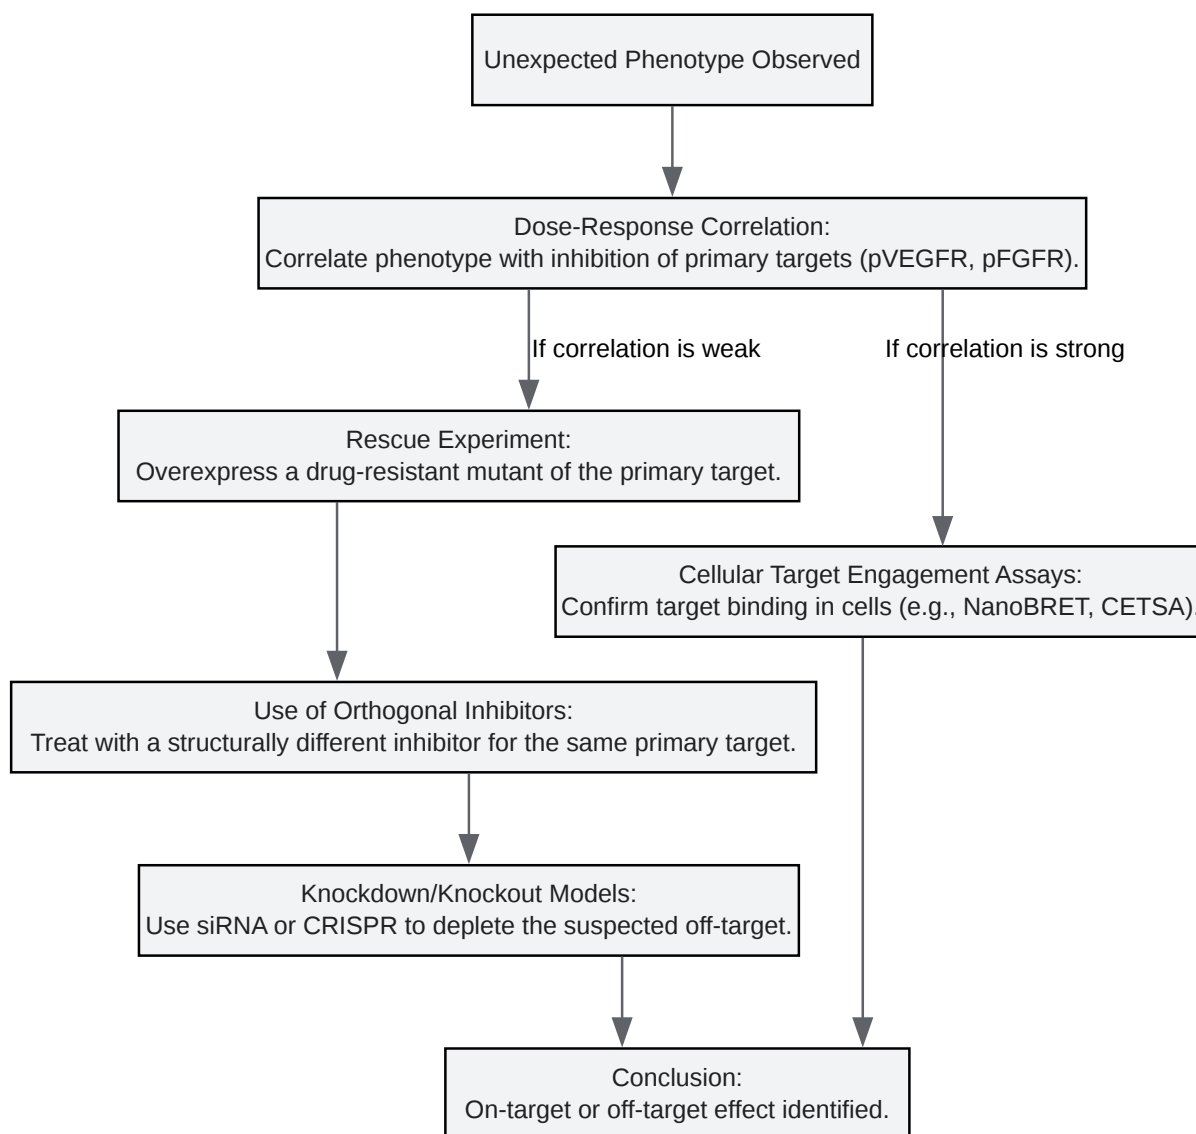 Unexpected Phenotype Observed
Dose-Response Correlation:
Correlate phenotype with inhibition of primary targets (pVEGFR, pFGFR).
If correlation is weak
If correlation is strong
Rescue Experiment:
Overexpress a drug-resistant mutant of the primary target.
Cellular Target Engagement Assays:
Confirm target binding in cells (e.g., NanoBRET, CETSA).
Use of Orthogonal Inhibitors:
Treat with a structurally different inhibitor for the same primary target.
Knockdown/Knockout Models:
Use siRNA or CRISPR to deplete the suspected off-target.
Conclusion:
On-target or off-target effect identified.